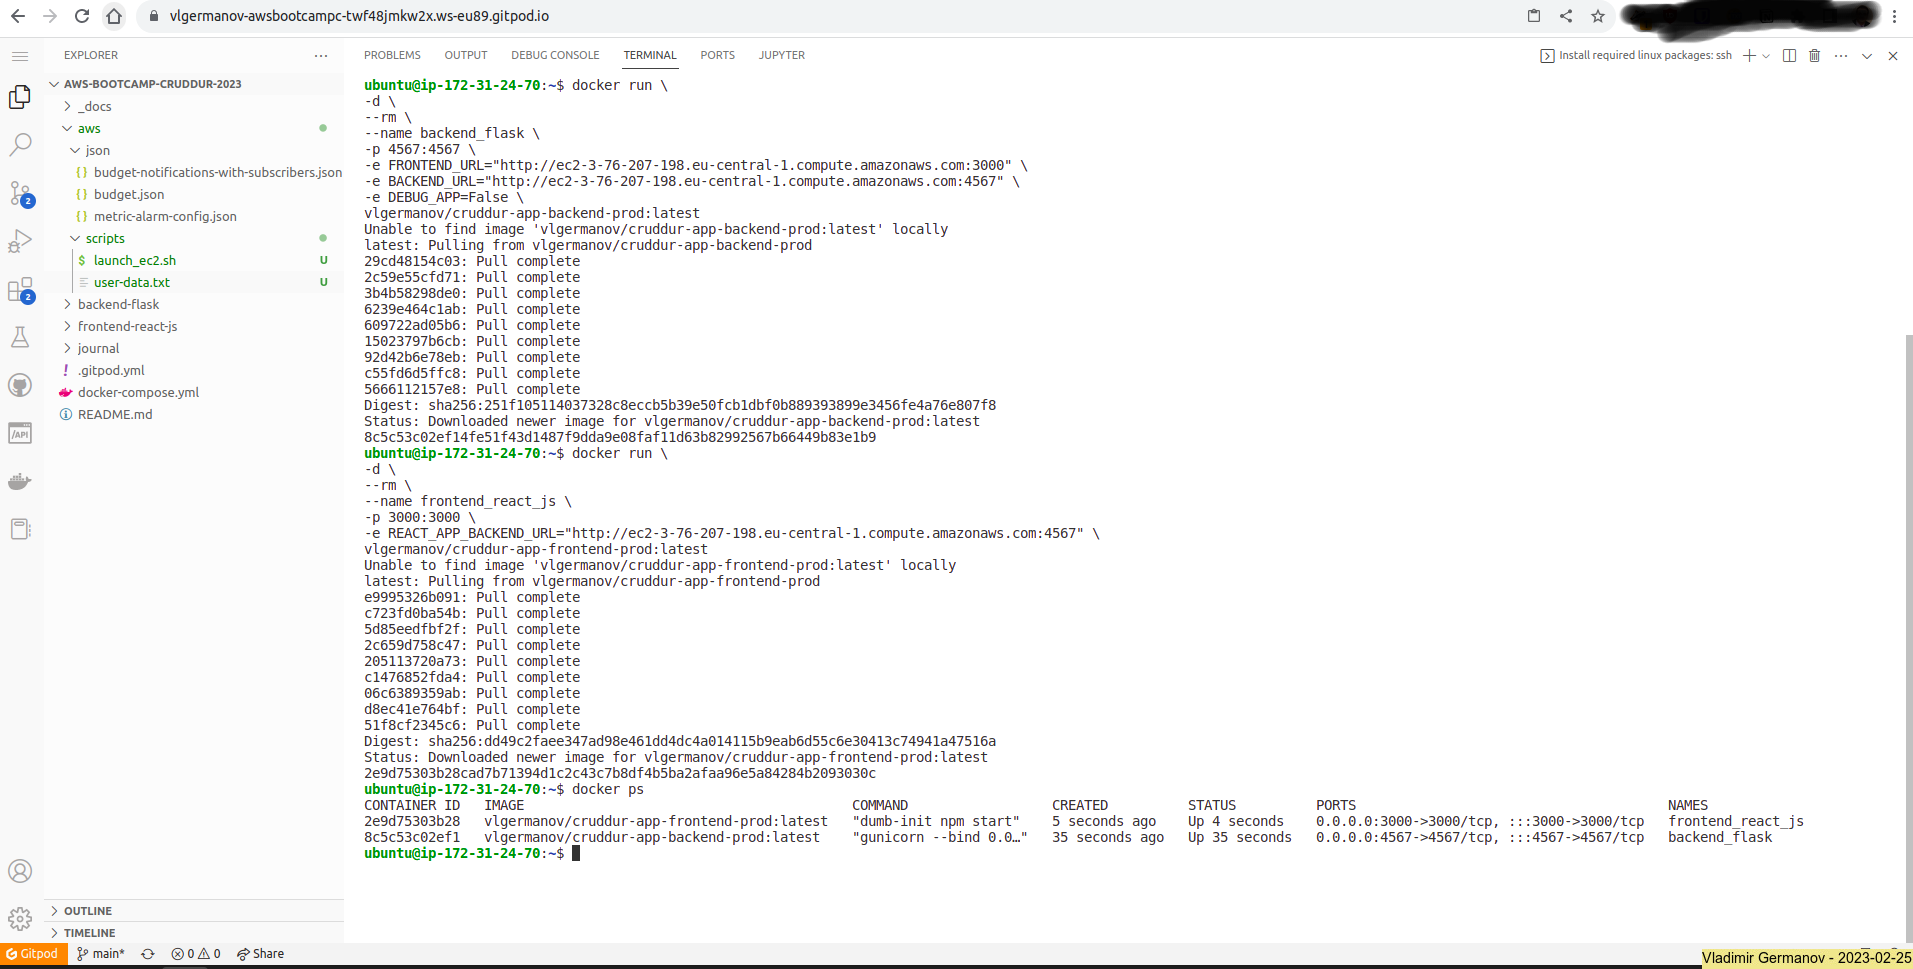 vlgermanov-awsbootcampc-twf48jmkw2x.ws-eu89.gitpod.io
EXPLORER
AWS-BOOTCAMP-CRUDDUR-2023
_docs
aws
json
{} budget-notifications-with-subscribers.json
{} budget.json
{} metric-alarm-config.json
scripts
$ launch_ec2.sh U
user-data.txt U
backend-flask
frontend-react-js
journal
! .gitpod.yml
docker-compose.yml
README.md
2
2
/API
OUTLINE
TIMELINE
PROBLEMS OUTPUT DEBUG CONSOLE TERMINAL PORTS JUPYTER
Install required linux packages: ssh
ubuntu@ip-172-31-24-70:~$ docker run \
-d \
--rm \
--name backend_flask \
-p 4567:4567 \
-e FRONTEND_URL="http://ec2-3-76-207-198.eu-central-1.compute.amazonaws.com:3000" \
-e BACKEND_URL="http://ec2-3-76-207-198.eu-central-1.compute.amazonaws.com:4567" \
-e DEBUG_APP=False \
vlgermanov/cruddur-app-backend-prod:latest
Unable to find image 'vlgermanov/cruddur-app-backend-prod:latest' locally
latest: Pulling from vlgermanov/cruddur-app-backend-prod
29cd48154c03: Pull complete
2c59e55cfd71: Pull complete
3b4b58298de0: Pull complete
6239e464c1ab: Pull complete
609722ad05b6: Pull complete
15023797b6cb: Pull complete
92d42b6e78eb: Pull complete
c55fd6d5ffc8: Pull complete
5666112157e8: Pull complete
Digest: sha256:251f105114037328c8eccb5b39e50fcb1dbf0b889393899e3456fe4a76e807f8
Status: Downloaded newer image for vlgermanov/cruddur-app-backend-prod:latest
8c5c53c02ef14fe51f43d1487f9dda9e08faf11d63b82992567b66449b83e1b9
ubuntu@ip-172-31-24-70:~$ docker run \
-d \
--rm \
--name frontend_react_js \
-p 3000:3000 \
-e REACT_APP_BACKEND_URL="http://ec2-3-76-207-198.eu-central-1.compute.amazonaws.com:4567" \
vlgermanov/cruddur-app-frontend-prod:latest
Unable to find image 'vlgermanov/cruddur-app-frontend-prod:latest' locally
latest: Pulling from vlgermanov/cruddur-app-frontend-prod
e9995326b091: Pull complete
c723fd0ba54b: Pull complete
5d85eedfbf2f: Pull complete
2c659d758c47: Pull complete
205113720a73: Pull complete
c1476852fda4: Pull complete
06c6389359ab: Pull complete
d8ec41e764bf: Pull complete
51f8cf2345c6: Pull complete
Digest: sha256:dd49c2faee347ad98e461dd4dc4a014115b9eab6d55c6e30413c74941a47516a
Status: Downloaded newer image for vlgermanov/cruddur-app-frontend-prod:latest
2e9d75303b28cad7b71394d1c2c43c7b8df4b5ba2afaa96e5a84284b2093030c
ubuntu@ip-172-31-24-70:~$ docker ps
CONTAINER ID IMAGE COMMAND CREATED STATUS PORTS NAMES
2e9d75303b28 vlgermanov/cruddur-app-frontend-prod:latest "dumb-init npm start" 5 seconds ago Up 4 seconds 0.0.0.0:3000->3000/tcp, :::3000->3000/tcp frontend_react_js
8c5c53c02ef1 vlgermanov/cruddur-app-backend-prod:latest "gunicorn --bind 0.0…" 35 seconds ago Up 35 seconds 0.0.0.0:4567->4567/tcp, :::4567->4567/tcp backend_flask
ubuntu@ip-172-31-24-70:~$
Gitpod main* 0 0 Share
Vladimir Germanov - 2023-02-25